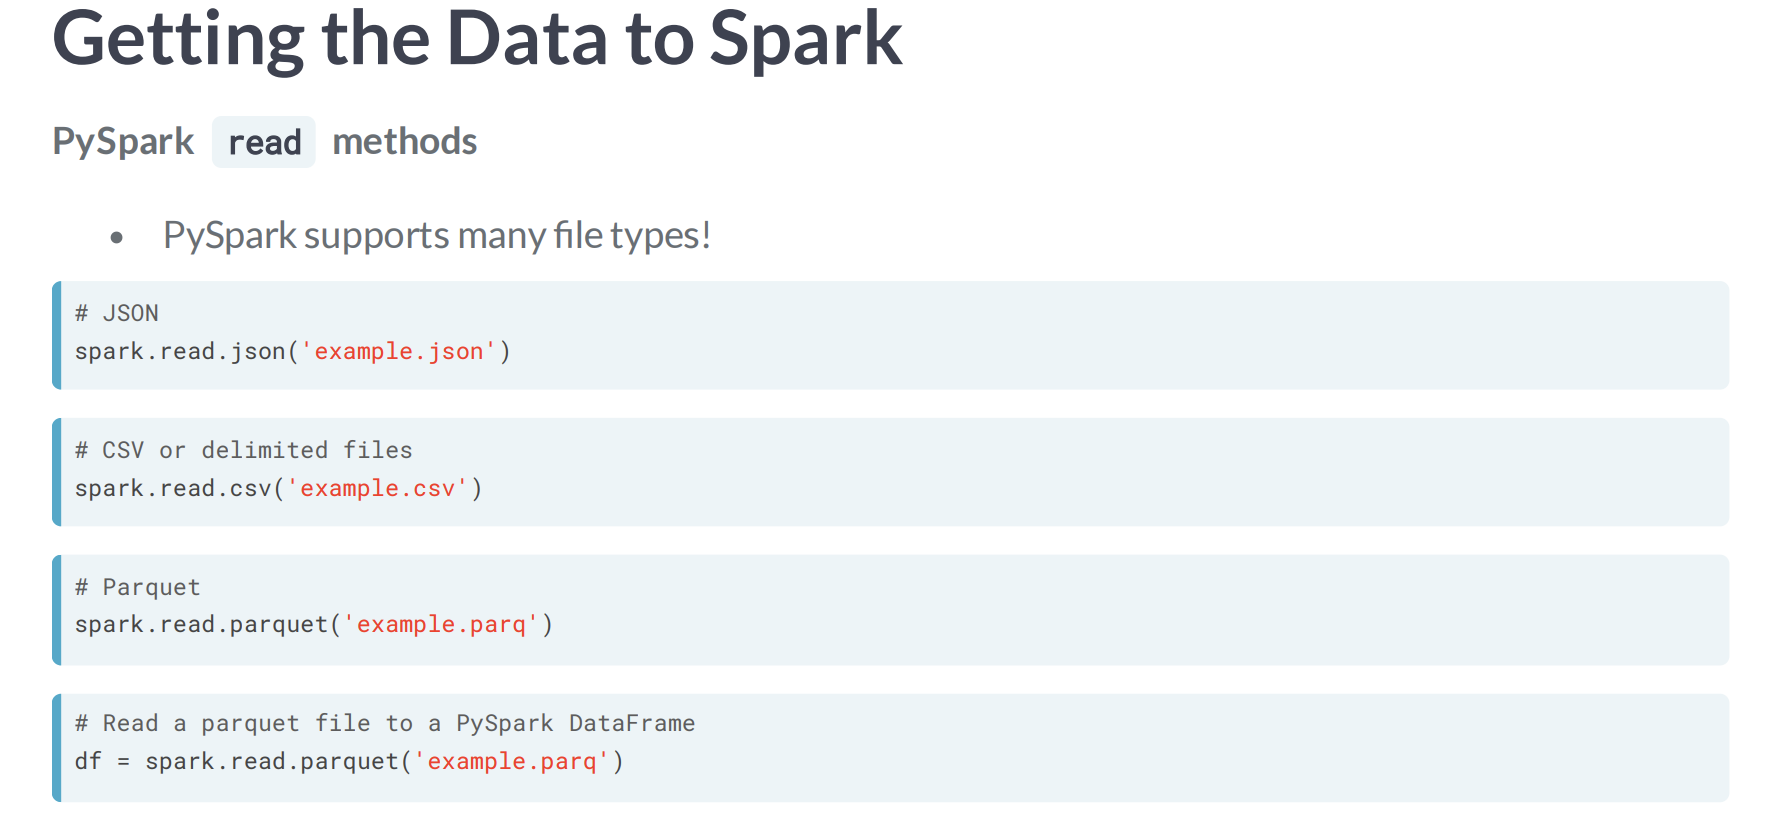 Getting the Data to Spark
PySpark read methods
• PySpark supports many file types!
# JSON
spark.read.json('example.json')
# CSV or delimited files
spark.read.csv('example.csv')
# Parquet
spark.read.parquet('example.parq')
# Read a parquet file to a PySpark DataFrame
df = spark.read.parquet('example.parq')